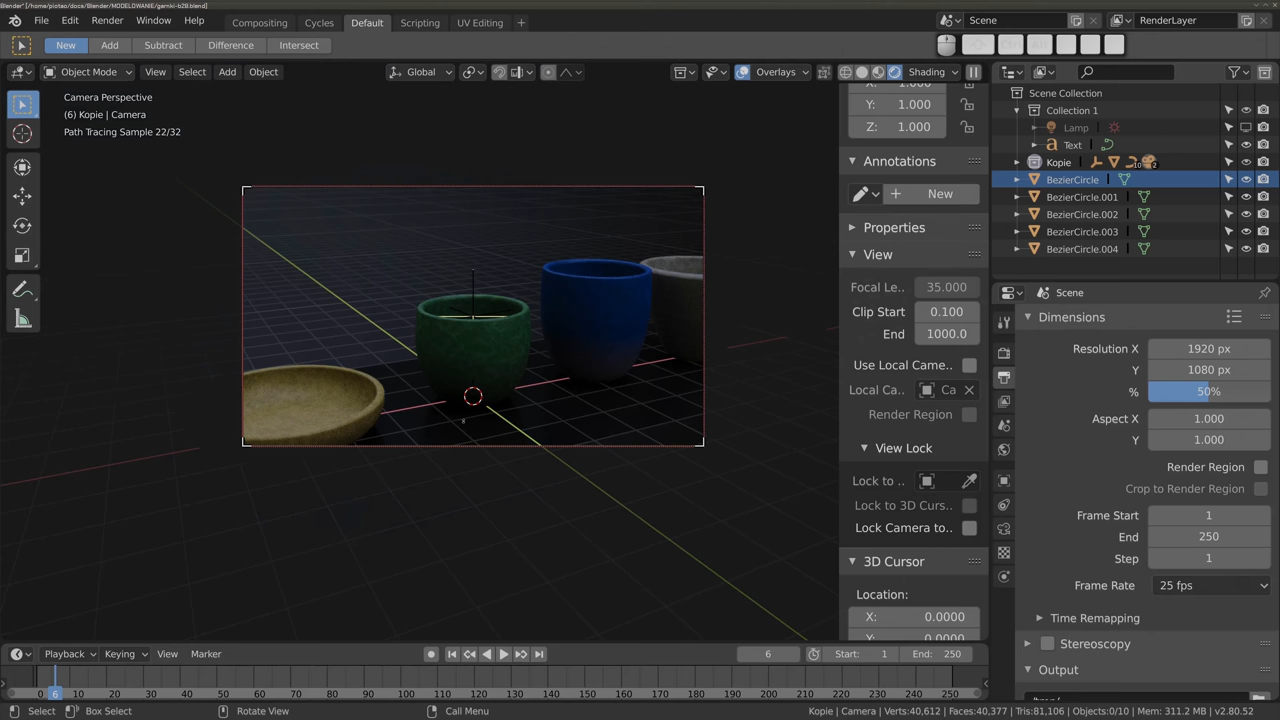 Blender* [/home/piotao/docs/Blender/MODELOWANIE/garnki-b28.blend]
File Edit Render Window Help
Compositing Cycles Default Scripting UV Editing +
Scene
RenderLayer
New Add Subtract Difference Intersect
Object Mode View Select Add Object
Global
Overlays
Shading
Camera Perspective
(6) Kopie | Camera
Path Tracing Sample 22/32
Y: 1.000
Z: 1.000
Annotations
New
Properties
View
Focal Le.. 35.000
Clip Start 0.100
End 1000.0
Use Local Came..
Local Ca.. Ca
Render Region
View Lock
Lock to ..
Lock to 3D Curs..
Lock Camera to..
3D Cursor
Location:
X: 0.0000
Y: 0.0000
Scene Collection
Collection 1
Lamp
Text
Kopie 10 2
BezierCircle
BezierCircle.001
BezierCircle.002
BezierCircle.003
BezierCircle.004
Scene
Dimensions
Resolution X 1920 px
Y 1080 px
% 50%
Aspect X 1.000
Y 1.000
Render Region
Crop to Render Region
Frame Start 1
End 250
Step 1
Frame Rate 25 fps
Time Remapping
Stereoscopy
Output
Playback Keying View Marker
6
Start: 1
End: 250
0 6 10 20 30 40 50 60 70 80 90 100 110 120 130 140 150 160 170 180 190 200 210 220 230 240 250
Select Box Select Rotate View Call Menu
Kopie | Camera | Verts:40,612 | Faces:40,377 | Tris:81,106 | Objects:0/10 | Mem: 311.2 MB | v2.80.52